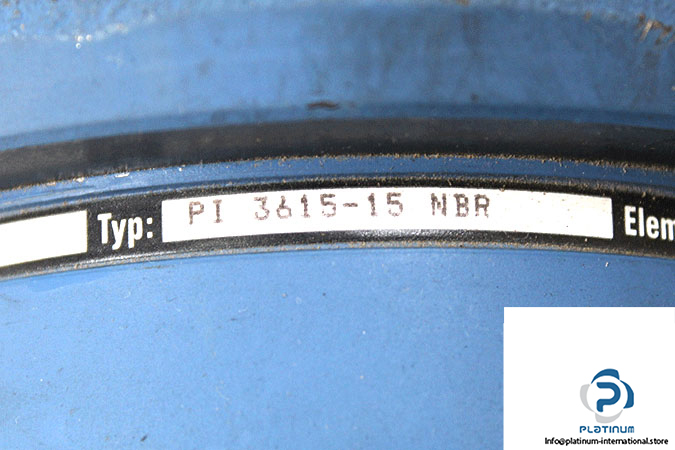 Typ: PI 3615-15 NBR Elem
PLATINUM
Info@platinum-international.store